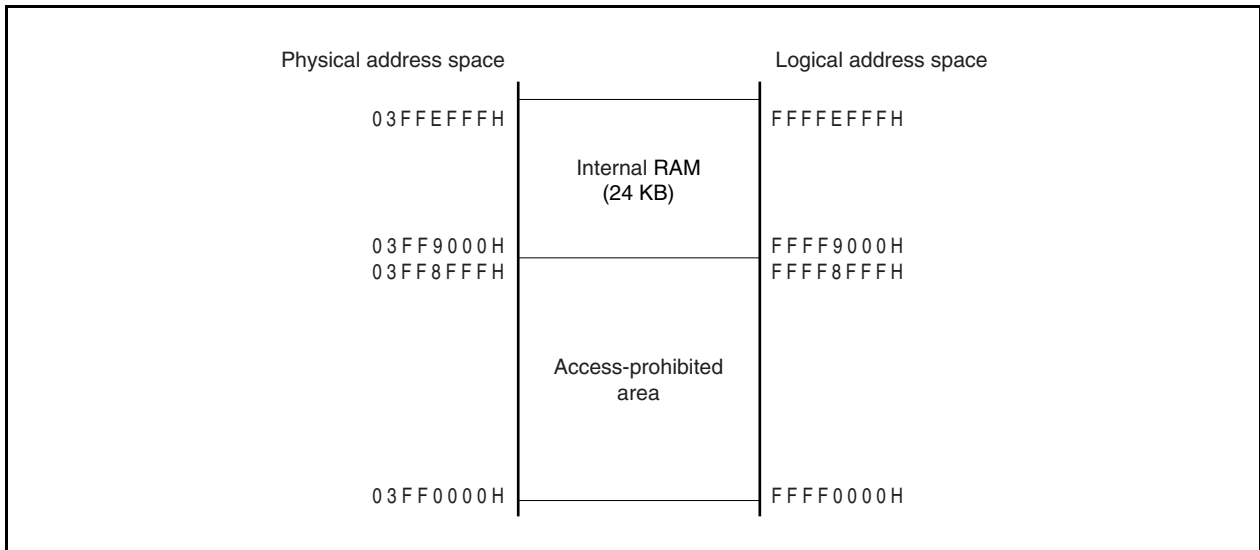 Physical address space
Logical address space
03FFEFFFH
FFFFEFFFH
Internal RAM
(24 KB)
03FF9000H
FFFF9000H
03FF8FFFH
FFFF8FFFH
Access-prohibited
area
03FF0000H
FFFF0000H